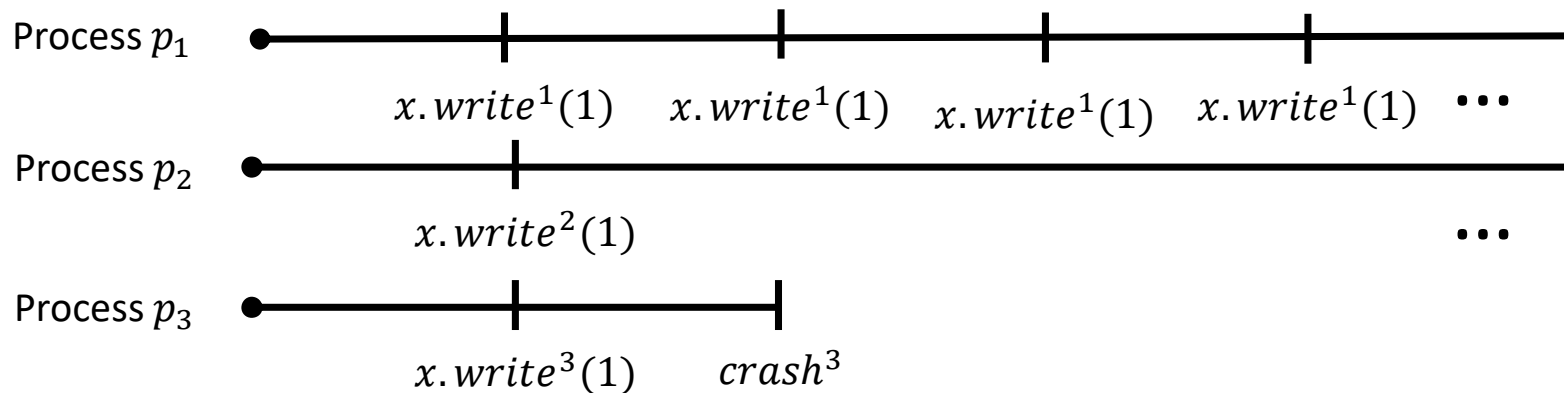 Process p₁
x.write¹(1) x.write¹(1) x.write¹(1) x.write¹(1) ...
Process p₂
x.write²(1) ...
Process p₃
x.write³(1) crash³